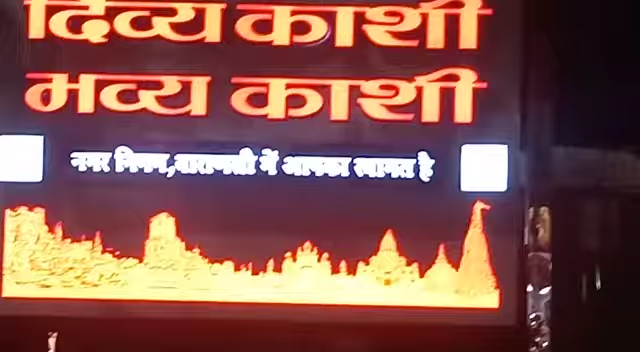 दिव्य काशी
भव्य काशी
नगर निगम,वाराणसी में आपका स्वागत है